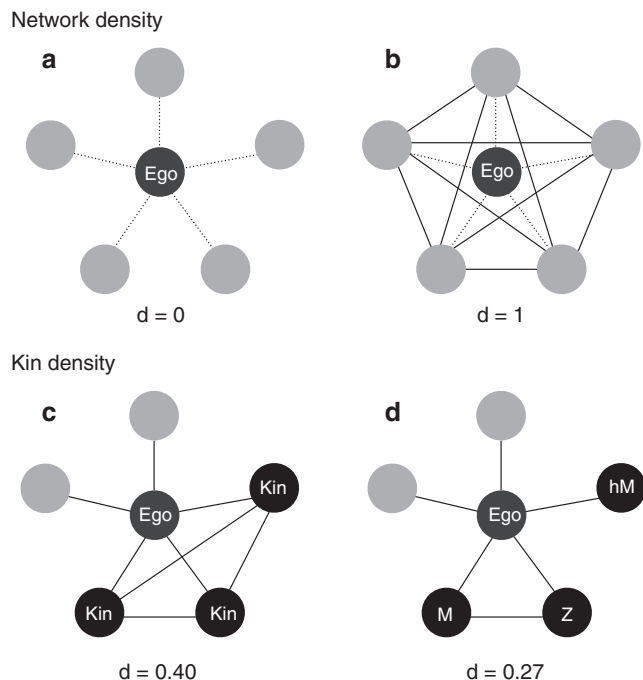 Network density
a
b
Ego
Ego
d = 0
d = 1
Kin density
c
d
Kin
hM
Ego
Ego
Kin
Kin
M
Z
d = 0.40
d = 0.27